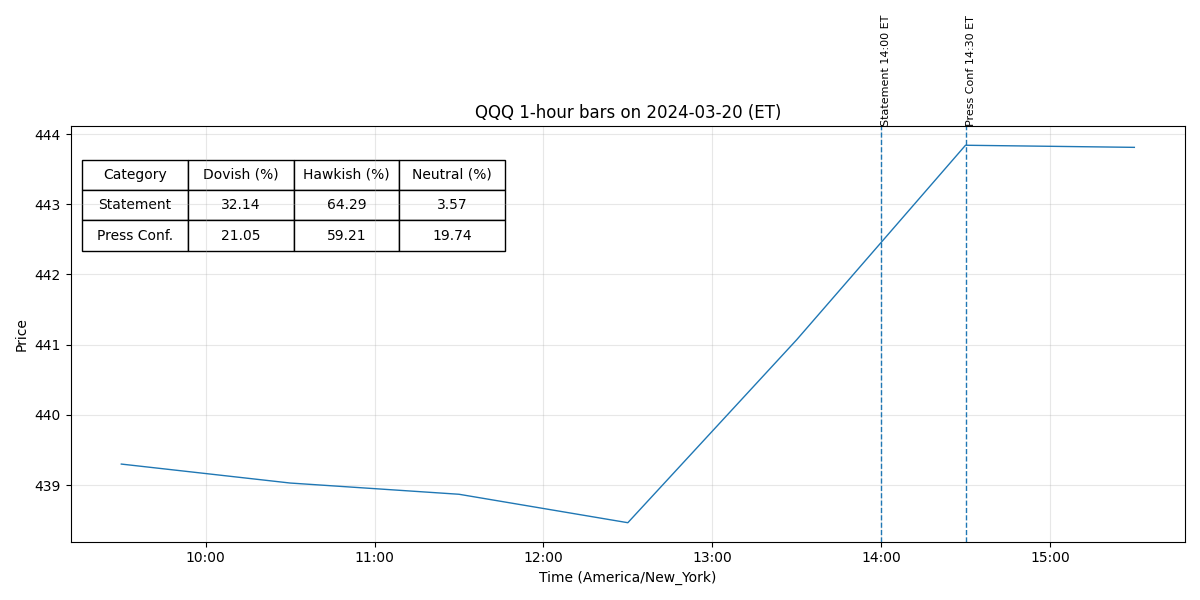 Statement 14:00 ET
Press Conf 14:30 ET
QQQ 1-hour bars on 2024-03-20 (ET)
Category Dovish (%) Hawkish (%) Neutral (%)
Statement 32.14 64.29 3.57
Press Conf. 21.05 59.21 19.74
Price
444
443
442
441
440
439
10:00 11:00 12:00 13:00 14:00 15:00
Time (America/New_York)